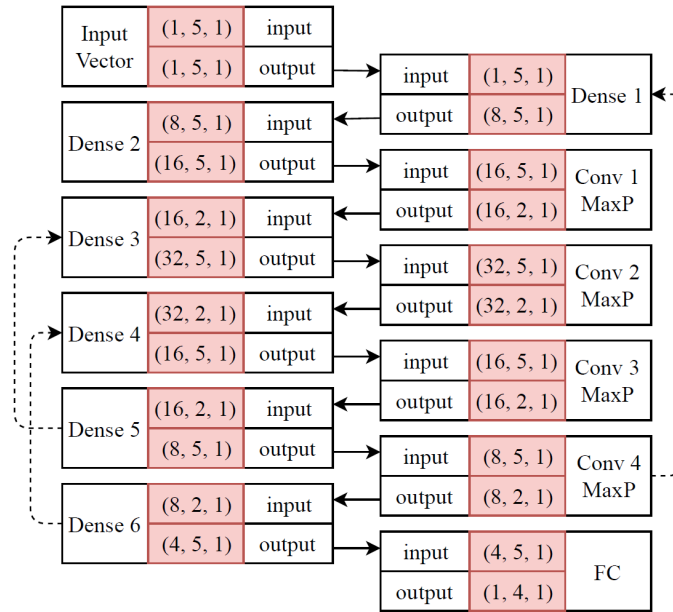 Input Vector
(1, 5, 1) input
(1, 5, 1) output
input (1, 5, 1)
Dense 1
output (8, 5, 1)
Dense 2
(8, 5, 1) input
(16, 5, 1) output
input (16, 5, 1)
Conv 1 MaxP
output (16, 2, 1)
Dense 3
(16, 2, 1) input
(32, 5, 1) output
input (32, 5, 1)
Conv 2 MaxP
output (32, 2, 1)
Dense 4
(32, 2, 1) input
(16, 5, 1) output
input (16, 5, 1)
Conv 3 MaxP
output (16, 2, 1)
Dense 5
(16, 2, 1) input
(8, 5, 1) output
input (8, 5, 1)
Conv 4 MaxP
output (8, 2, 1)
Dense 6
(8, 2, 1) input
(4, 5, 1) output
input (4, 5, 1)
FC
output (1, 4, 1)